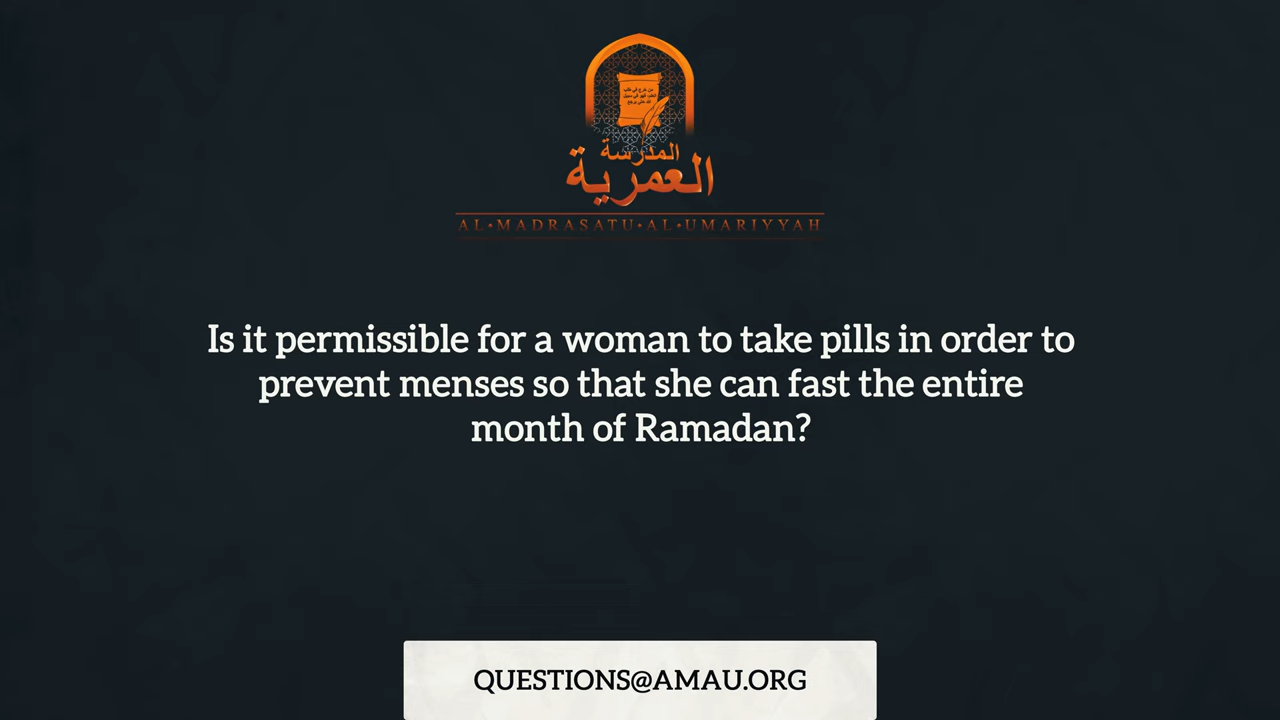 المدرسة
العمرية
AL•MADRASATU•AL•UMARIYYAH
Is it permissible for a woman to take pills in order to
prevent menses so that she can fast the entire
month of Ramadan?
QUESTIONS@AMAU.ORG